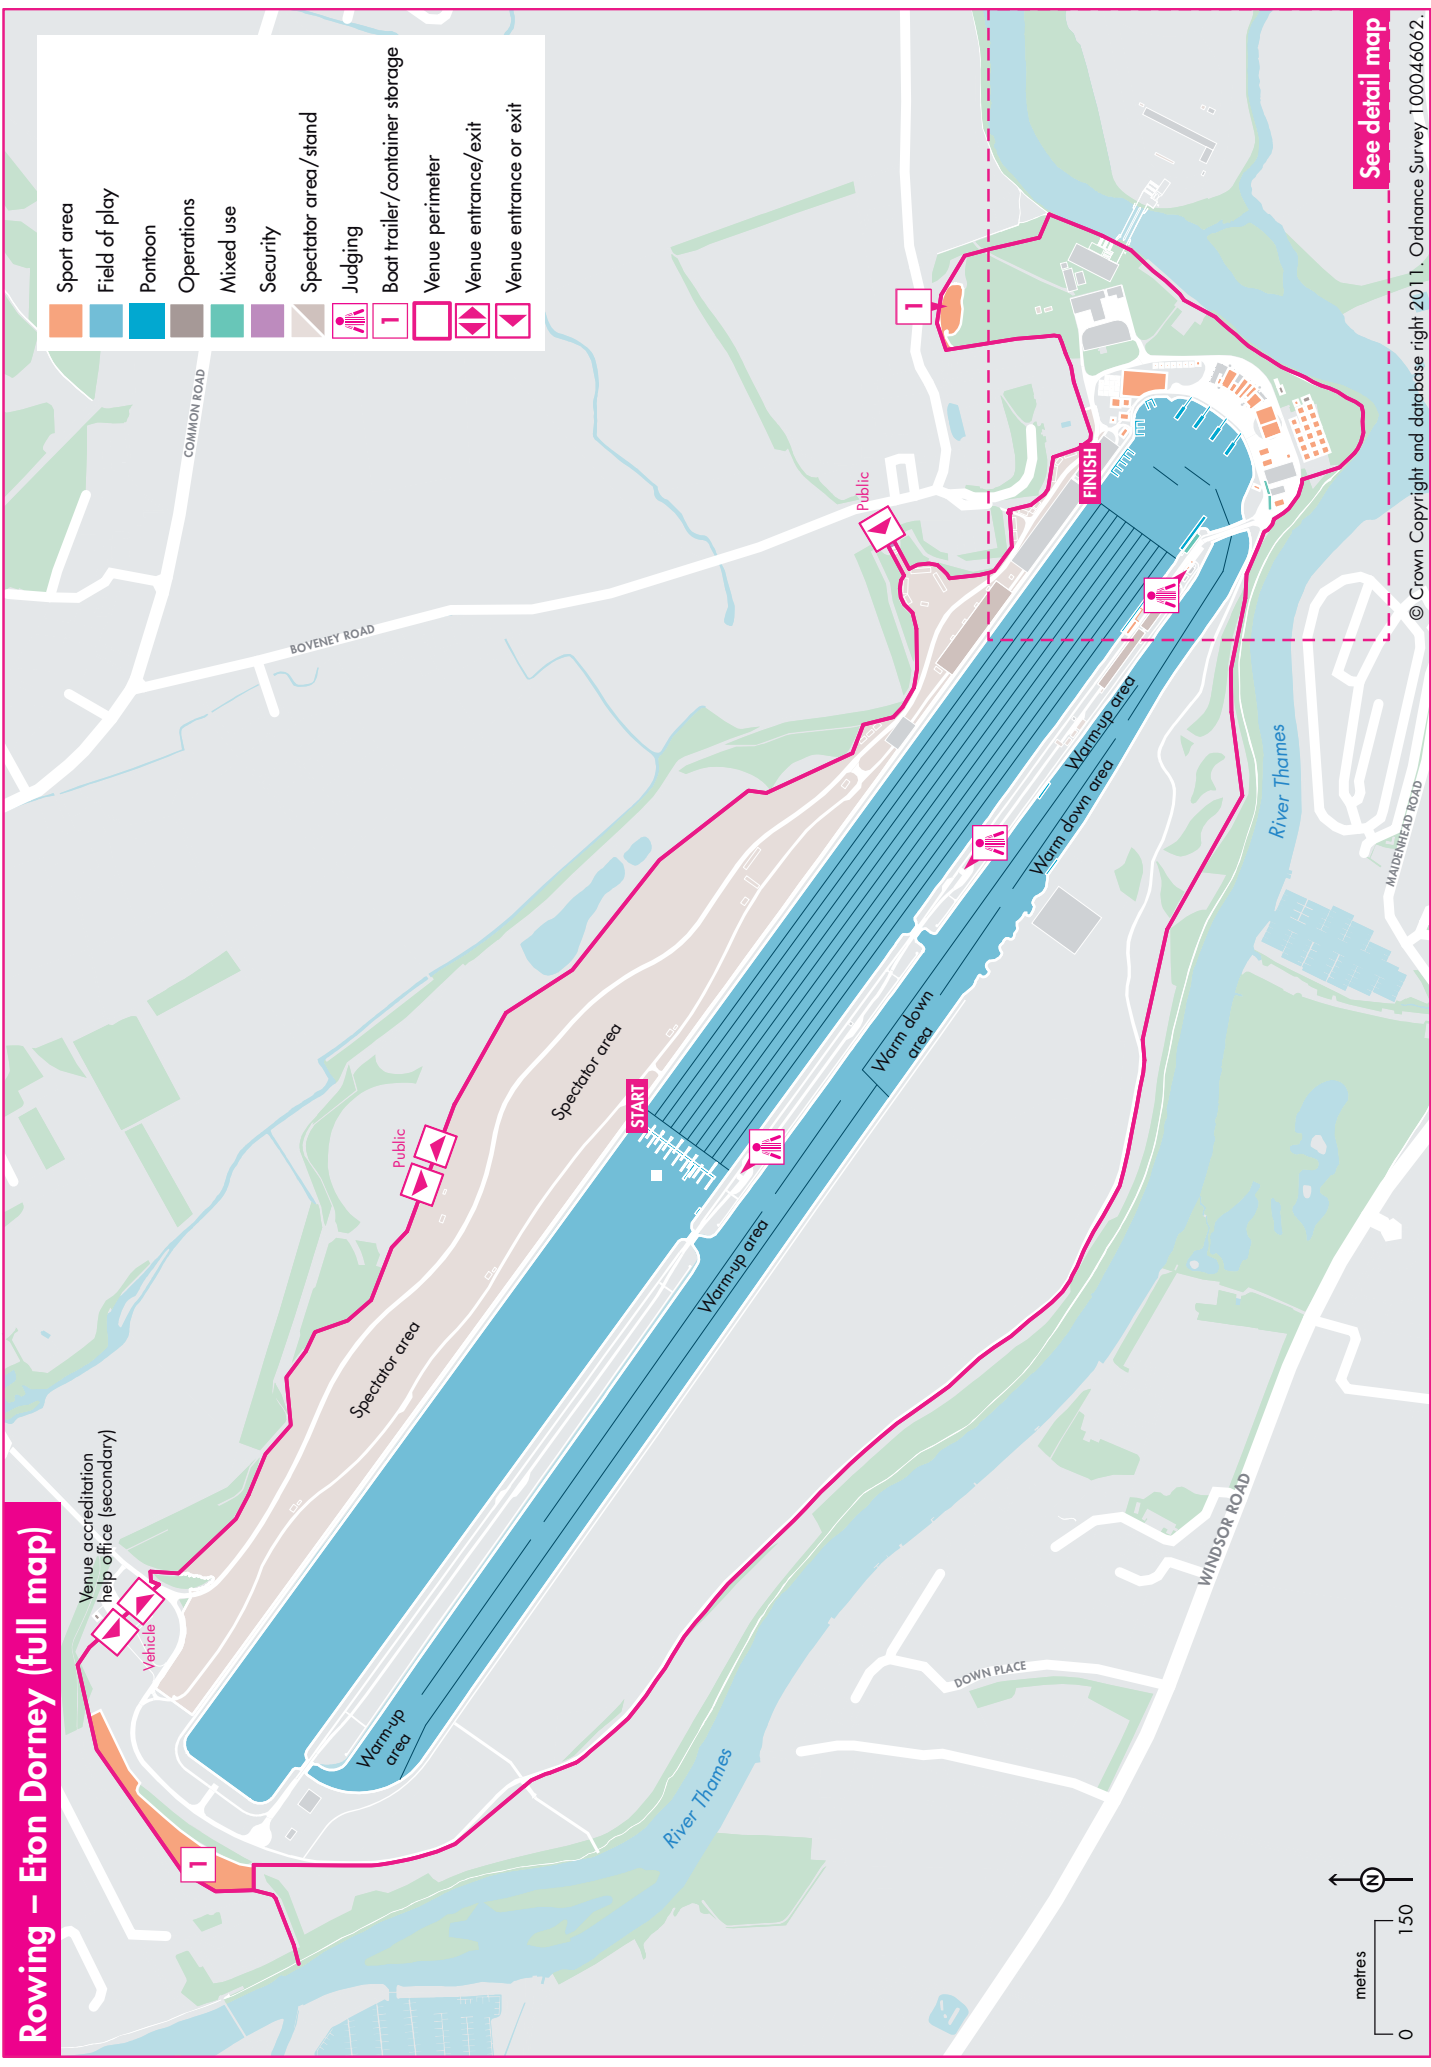 Rowing – Eton Dorney (full map)
Venue accreditation
help office (secondary)
Vehicle
1
Public
Public
1
COMMON ROAD
BOVENEY ROAD
Sport area
Field of play
Pontoon
Operations
Mixed use
Security
Spectator area/stand
Judging
1
Boat trailer/container storage
Venue perimeter
Venue entrance/exit
Venue entrance or exit
Spectator area
Spectator area
START
FINISH
Warm-up
area
Warm-up area
Warm down
area
Warm down area
Warm-up area
River Thames
River Thames
DOWN PLACE
WINDSOR ROAD
MAIDENHEAD ROAD
See detail map
metres
0
150
N
© Crown Copyright and database right 2011. Ordnance Survey 100046062.